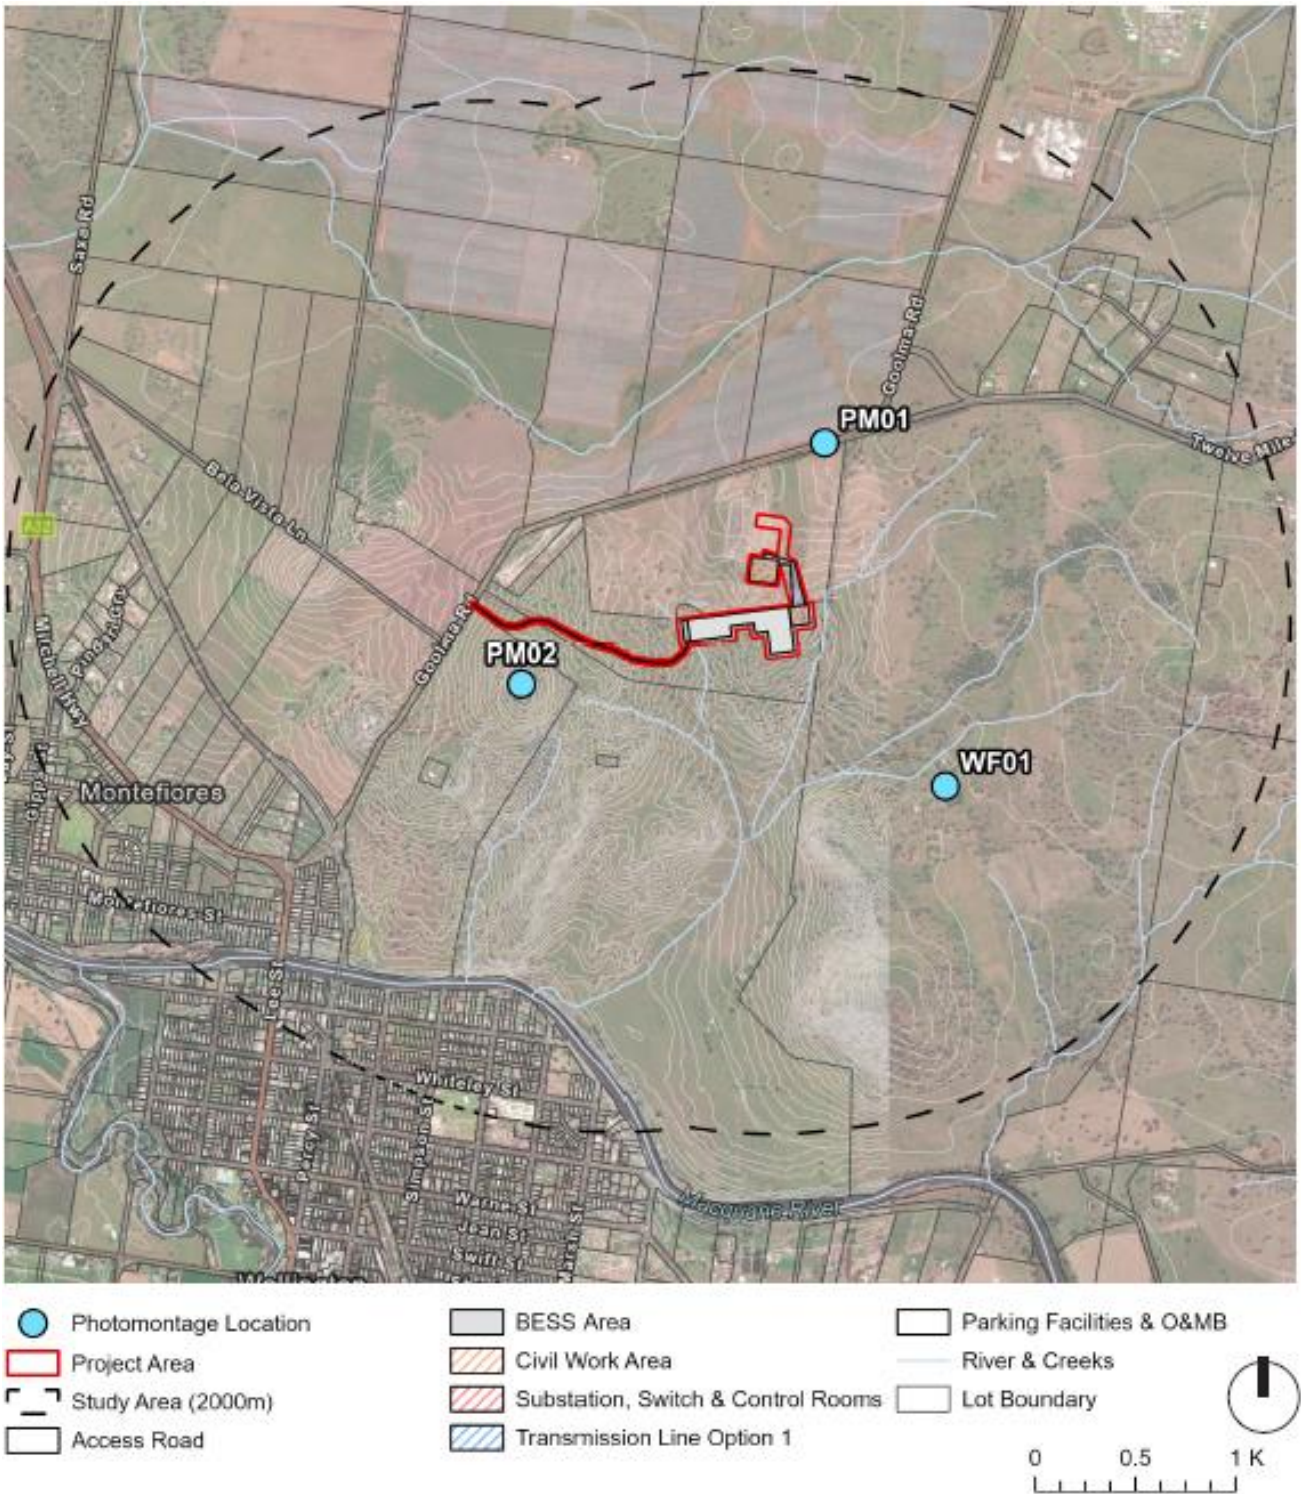 Saxa Rd
Goolma Rd
PM01
Twelve Mile
Bela Vista Ln
Goolma Rd
PM02
Mitchell Hwy
WF01
Montefiores
Montefiores St
Lee St
Whiteley St
Percy St
Simpson St
Warne St
Jean St
Swift St
Marsh St
Macquarie River
Wellington
Photomontage Location
Project Area
Study Area (2000m)
Access Road
BESS Area
Civil Work Area
Substation, Switch & Control Rooms
Transmission Line Option 1
Parking Facilities & O&MB
River & Creeks
Lot Boundary
0 0.5 1 K